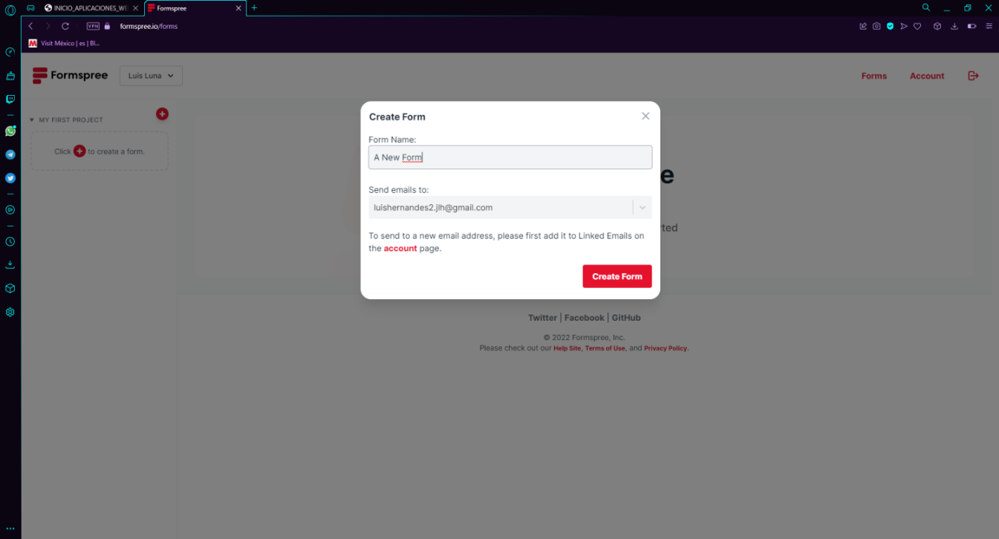 INICIO_APLICACIONES_WE
Formspree
VPN
formspree.io/forms
Visit México | es | Bl...
Formspree
Luis Luna
Forms
Account
MY FIRST PROJECT
Click + to create a form.
Create Form
Form Name:
A New Form
Send emails to:
luishernandes2.jlh@gmail.com
To send to a new email address, please first add it to Linked Emails on
the account page.
Create Form
e
rted
Twitter | Facebook | GitHub
© 2022 Formspree, Inc.
Please check out our Help Site, Terms of Use, and Privacy Policy.